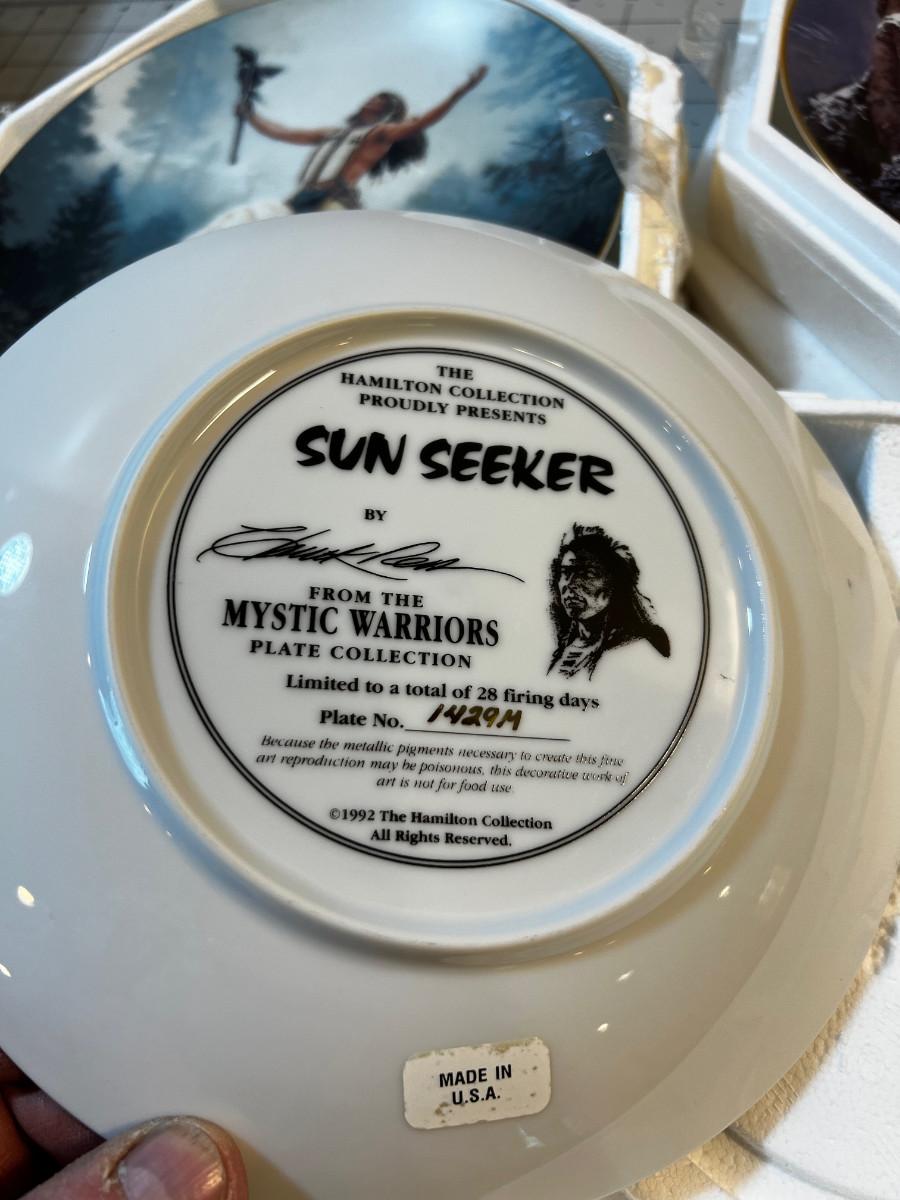 THE
HAMILTON COLLECTION
PROUDLY PRESENTS
SUN SEEKER
BY
Chuck Ren
FROM THE
MYSTIC WARRIORS
PLATE COLLECTION
Limited to a total of 28 firing days
Plate No. 1429M
Because the metallic pigments necessary to create this fine
art reproduction may be poisonous, this decorative work of
art is not for food use
©1992 The Hamilton Collection
All Rights Reserved.
MADE IN
U.S.A.